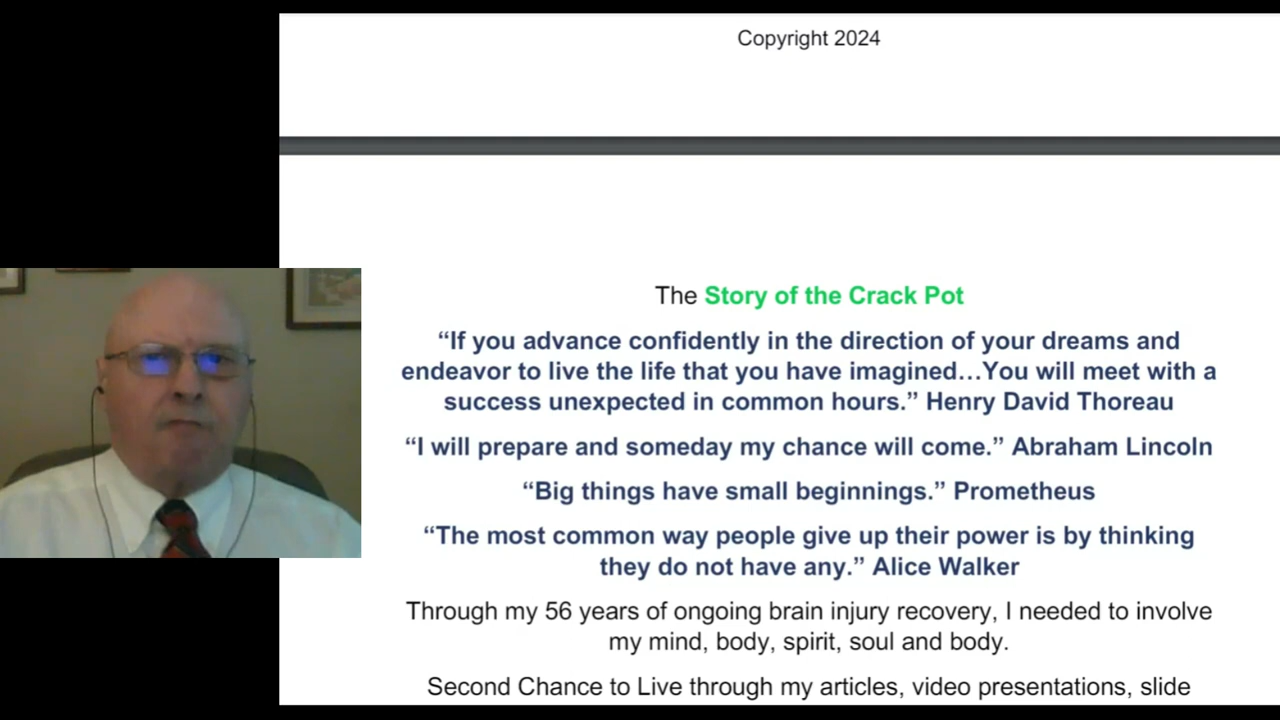 Copyright 2024
The Story of the Crack Pot
“If you advance confidently in the direction of your dreams and
endeavor to live the life that you have imagined…You will meet with a
success unexpected in common hours.” Henry David Thoreau
“I will prepare and someday my chance will come.” Abraham Lincoln
“Big things have small beginnings.” Prometheus
“The most common way people give up their power is by thinking
they do not have any.” Alice Walker
Through my 56 years of ongoing brain injury recovery, I needed to involve
my mind, body, spirit, soul and body.
Second Chance to Live through my articles, video presentations, slide